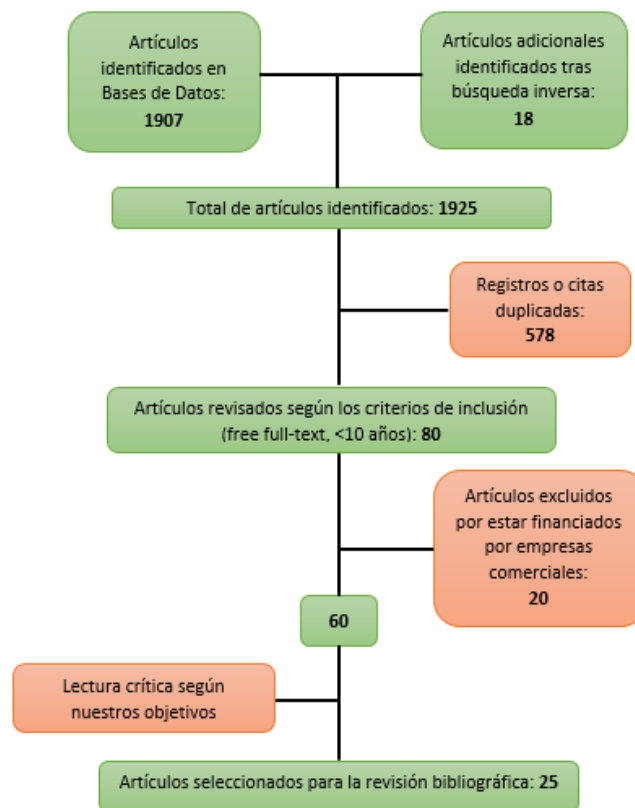 Artículos
identificados en
Bases de Datos:
1907
Artículos adicionales
identificados tras
búsqueda inversa:
18
Total de artículos identificados: 1925
Registros o citas
duplicadas:
578
Artículos revisados según los criterios de inclusión
(free full-text, <10 años): 80
Artículos excluidos
por estar financiados
por empresas
comerciales:
20
60
Lectura crítica según
nuestros objetivos
Artículos seleccionados para la revisión bibliográfica: 25